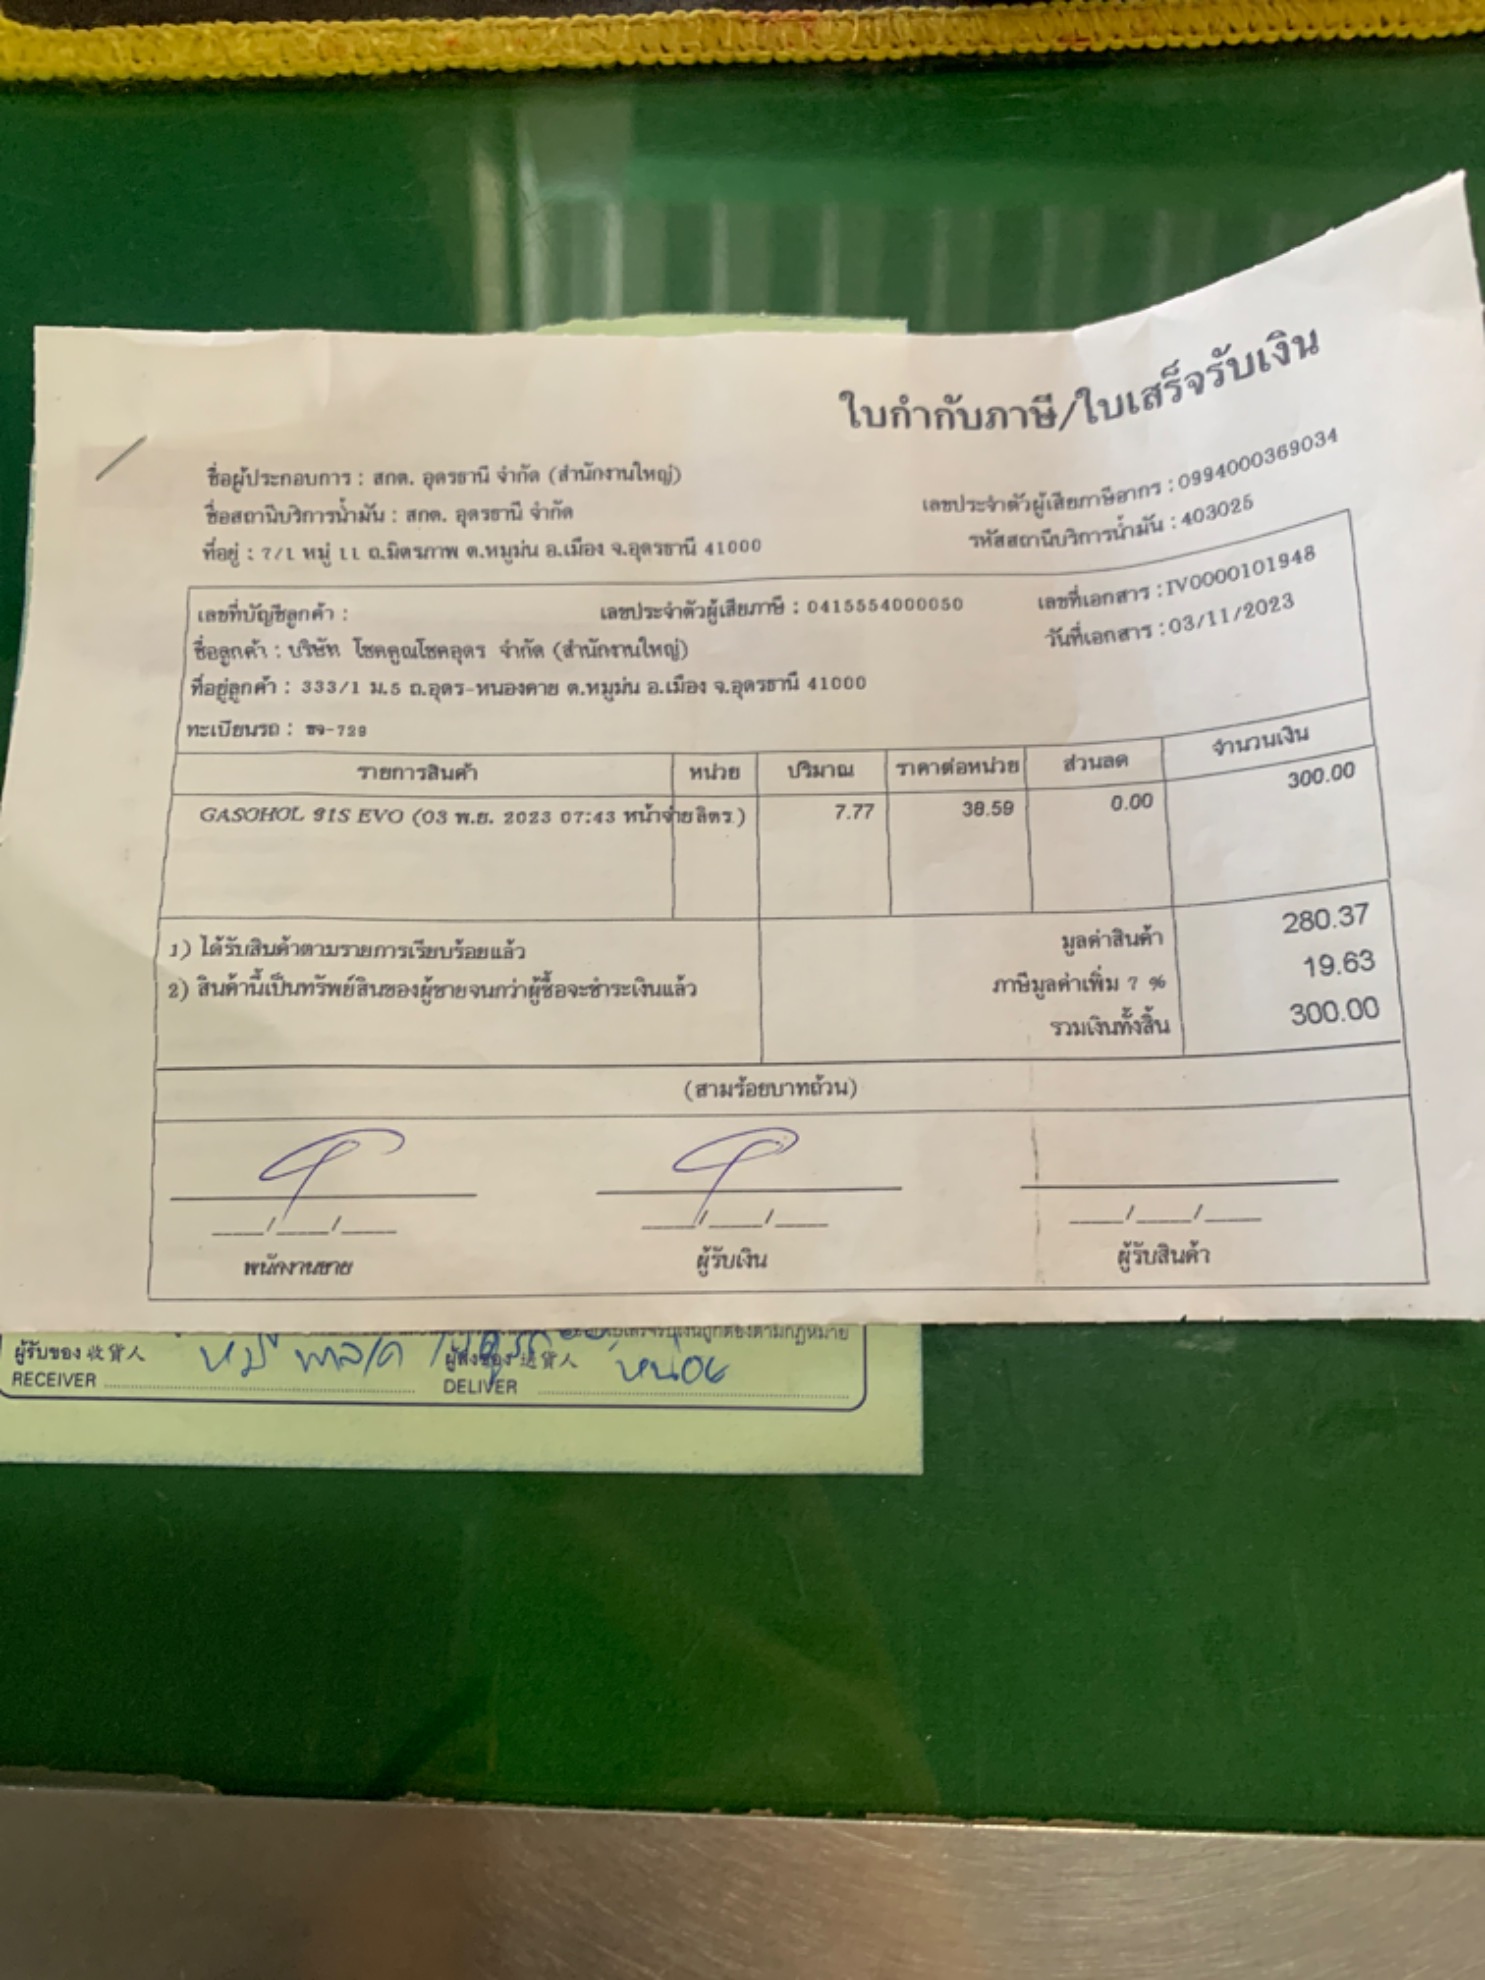 ใบกำกับภาษี/ใบเสร็จรับเงิน
ชื่อผู้ประกอบการ : สกต. อุดรธานี จำกัด (สำนักงานใหญ่)
เลขประจำตัวผู้เสียภาษีอากร : 0994000369034
ชื่อสถานีบริการน้ำมัน : สกต. อุดรธานี จำกัด
รหัสสถานีบริการน้ำมัน : 403025
ที่อยู่ : 7/1 หมู่ 11 ถ.มิตรภาพ ต.หมูม่น อ.เมือง จ.อุดรธานี 41000
เลขที่บัญชีลูกค้า : เลขประจำตัวผู้เสียภาษี : 0415554000050 เลขที่เอกสาร : IV0000101948
ชื่อลูกค้า : บริษัท โชคคูณโชคอุดร จำกัด (สำนักงานใหญ่) วันที่เอกสาร : 03/11/2023
ที่อยู่ลูกค้า : 333/1 ม.5 ถ.อุดร-หนองคาย ต.หมูม่น อ.เมือง จ.อุดรธานี 41000
ทะเบียนรถ : -729
รายการสินค้า หน่วย ปริมาณ ราคาต่อหน่วย ส่วนลด จำนวนเงิน
GASOHOL 91S EVO (03 พ.ย. 2023 07:43 หน้าจ่าย ลิตร ) 7.77 38.59 0.00 300.00
1) ได้รับสินค้าตามรายการเรียบร้อยแล้ว
2) สินค้านี้เป็นทรัพย์สินของผู้ขายจนกว่าผู้ซื้อจะชำระเงินแล้ว
มูลค่าสินค้า 280.37
ภาษีมูลค่าเพิ่ม 7 % 19.63
รวมเงินทั้งสิ้น 300.00
(สามร้อยบาทถ้วน)
____/____/____ ____/____/____ ____/____/____
พนักงานขาย ผู้รับเงิน ผู้รับสินค้า
ผู้รับของ 收貨人 ผู้ส่งของ 送貨人 หน่อย
RECEIVER DELIVER